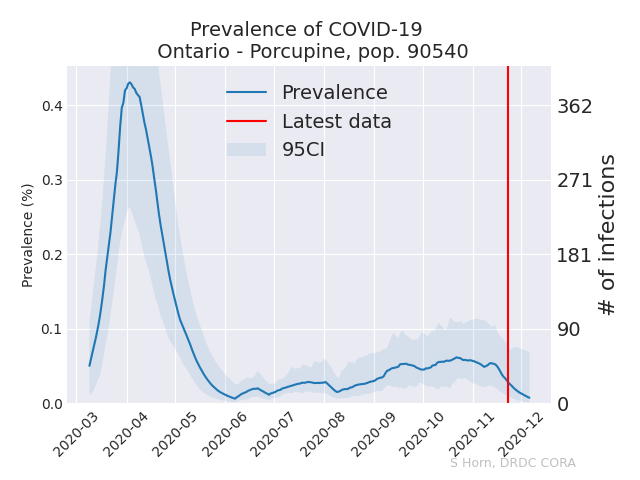 Prevalence of COVID-19
Ontario - Porcupine, pop. 90540
Prevalence
Latest data
95CI
Prevalence (%)
0.4
0.3
0.2
0.1
0.0
# of infections
362
271
181
90
0
2020-03
2020-04
2020-05
2020-06
2020-07
2020-08
2020-09
2020-10
2020-11
2020-12
S Horn, DRDC CORA